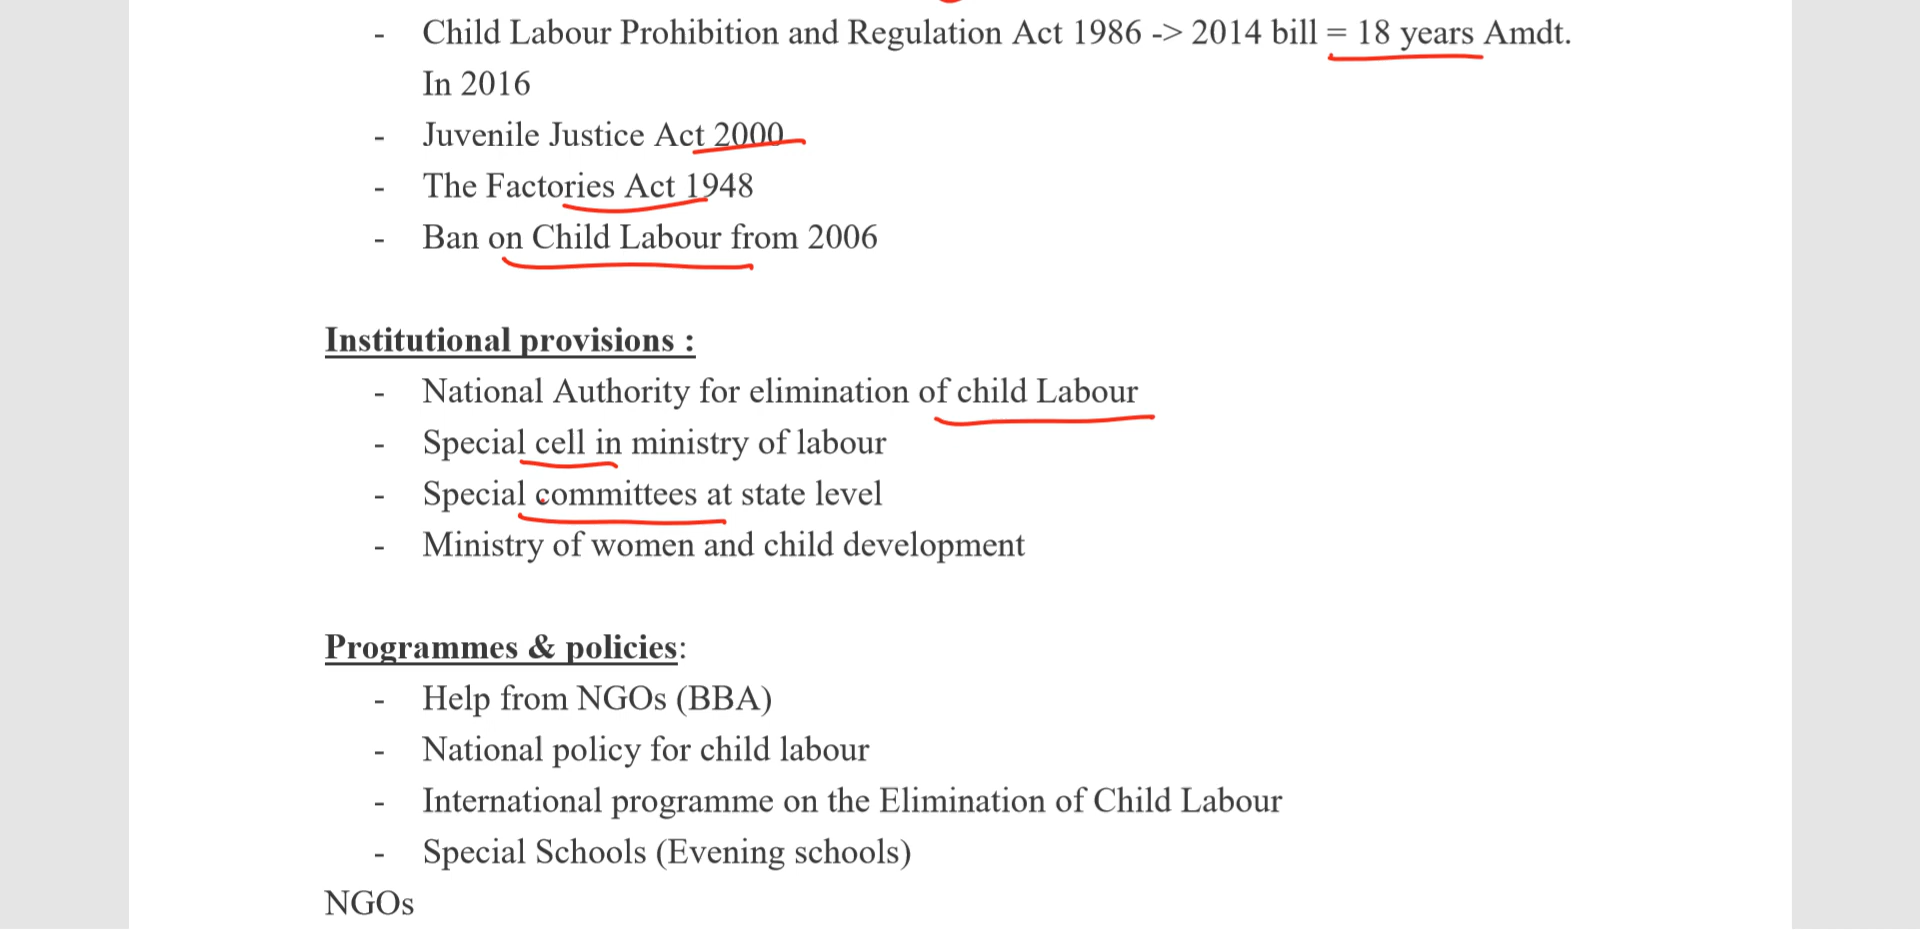 - Child Labour Prohibition and Regulation Act 1986 -> 2014 bill = 18 years Amdt.
In 2016
- Juvenile Justice Act 2000
- The Factories Act 1948
- Ban on Child Labour from 2006
Institutional provisions :
- National Authority for elimination of child Labour
- Special cell in ministry of labour
- Special committees at state level
- Ministry of women and child development
Programmes & policies:
- Help from NGOs (BBA)
- National policy for child labour
- International programme on the Elimination of Child Labour
- Special Schools (Evening schools)
NGOs